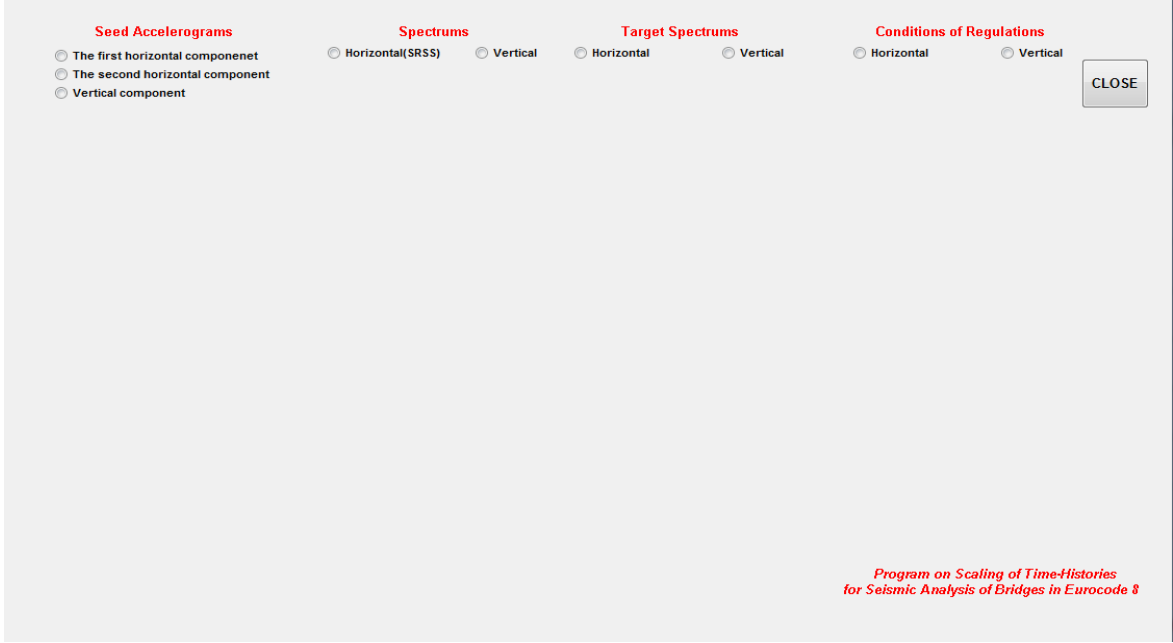 Seed Accelerograms
The first horizontal componenet
The second horizontal component
Vertical component
Spectrums
Horizontal(SRSS) Vertical
Target Spectrums
Horizontal Vertical
Conditions of Regulations
Horizontal Vertical
CLOSE
Program on Scaling of Time-Histories
for Seismic Analysis of Bridges in Eurocode 8